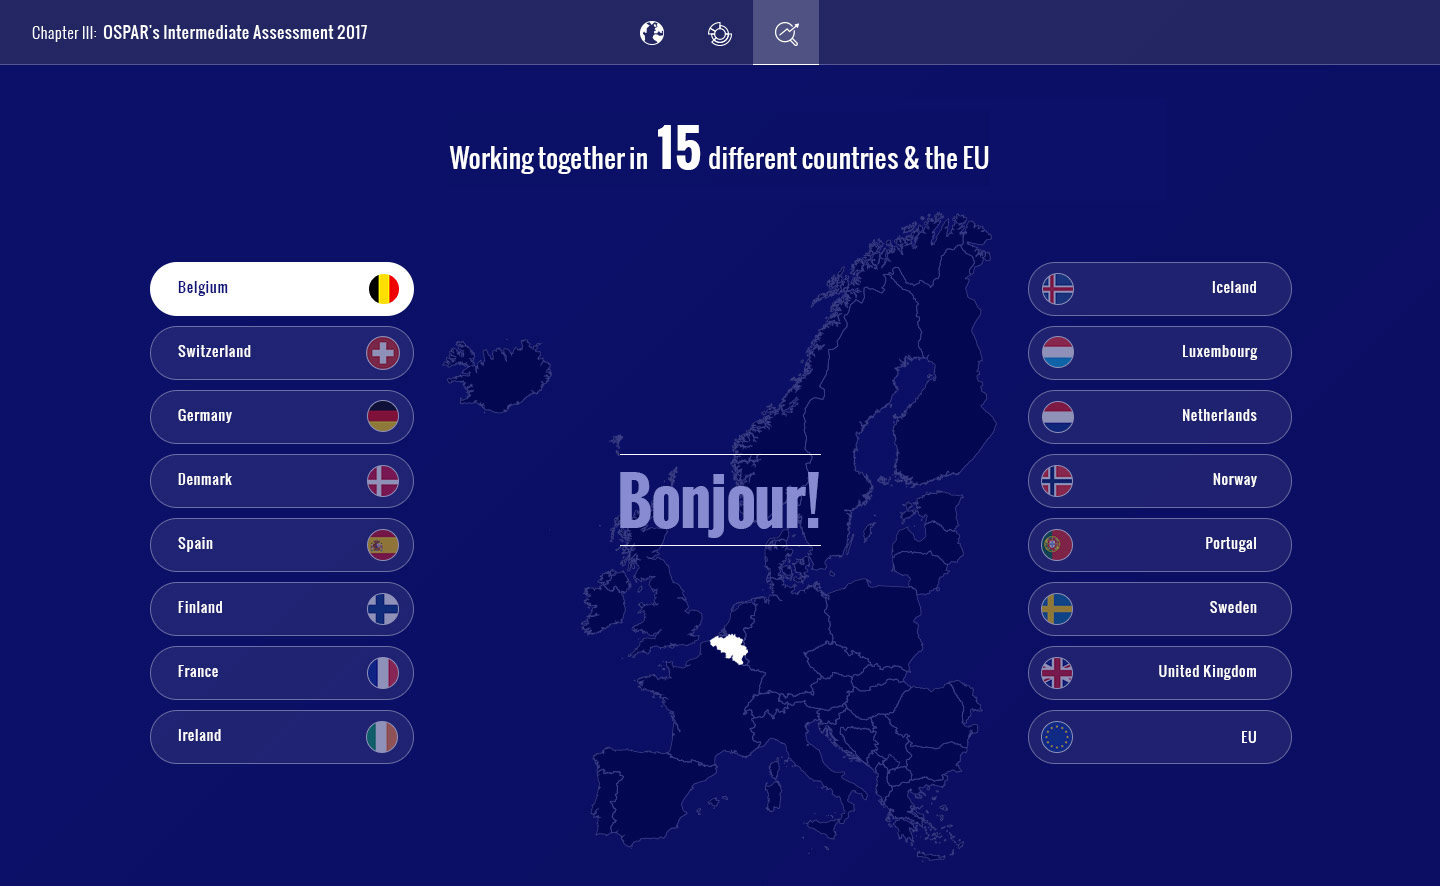 Chapter III: OSPAR's Intermediate Assessment 2017
Working together in 15 different countries & the EU
Belgium
Switzerland
Germany
Denmark
Spain
Finland
France
Ireland
Bonjour!
Iceland
Luxembourg
Netherlands
Norway
Portugal
Sweden
United Kingdom
EU